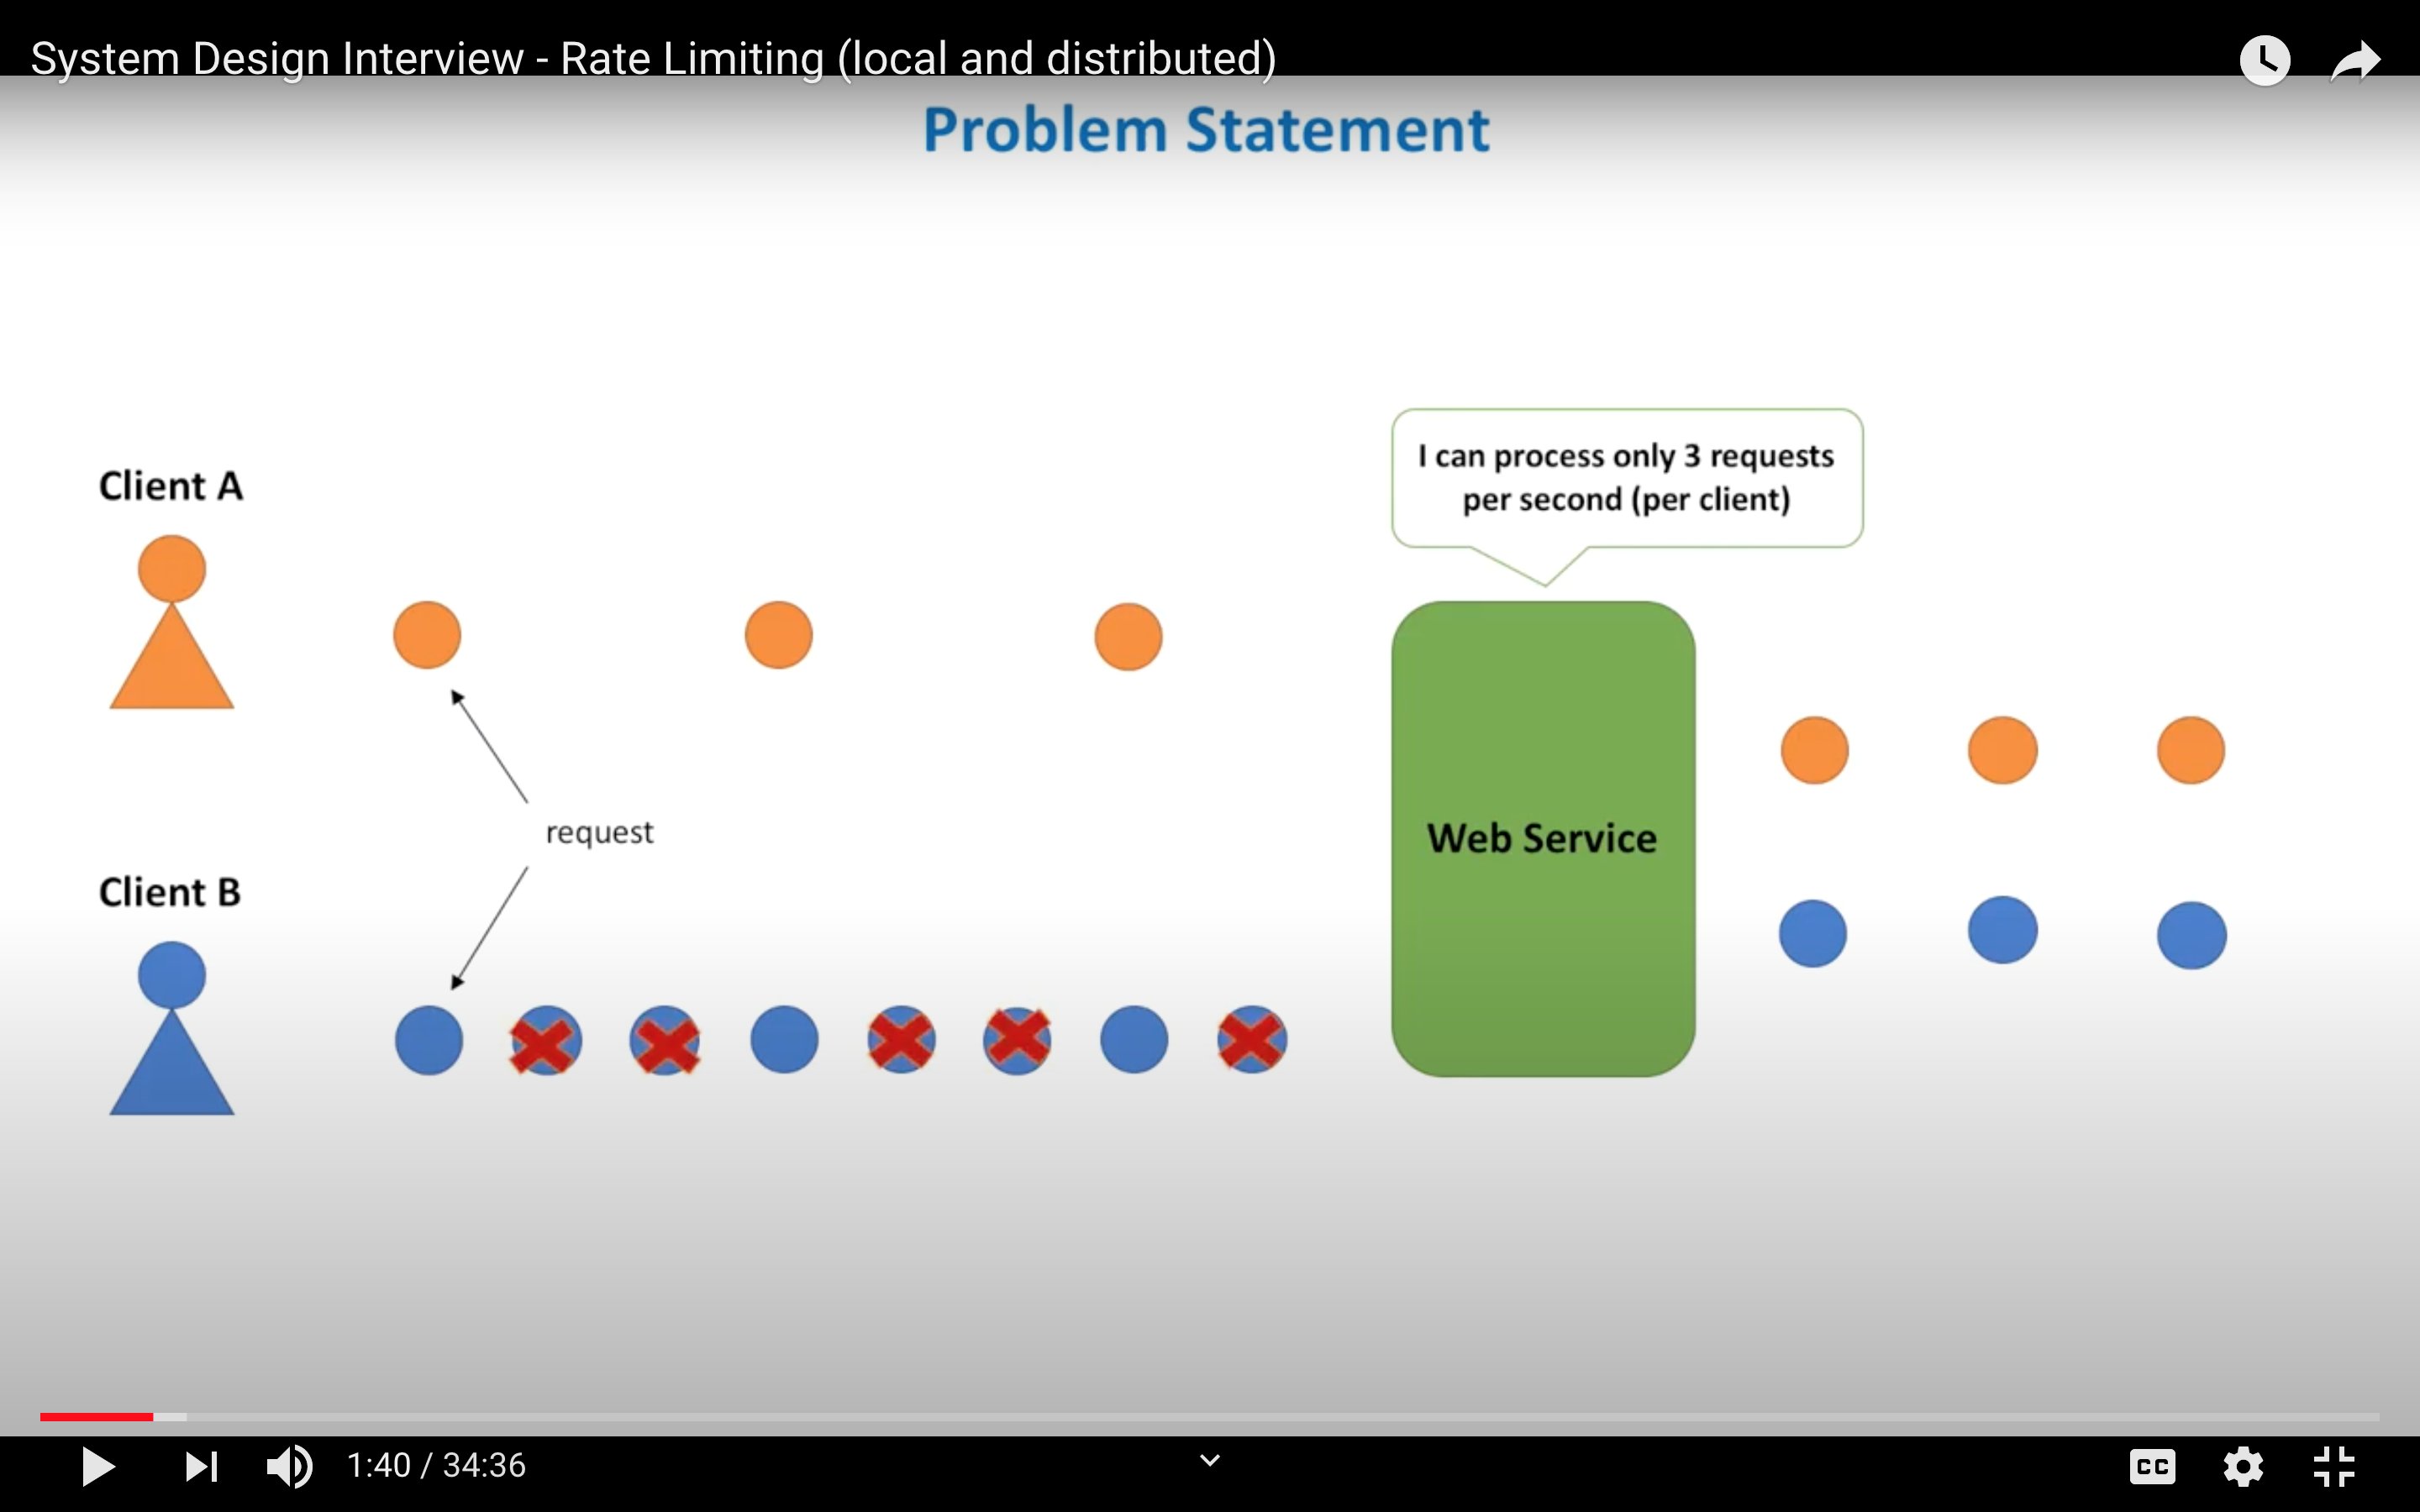 System Design Interview - Rate Limiting (local and distributed)
Problem Statement
I can process only 3 requests
per second (per client)
Client A
request
Web Service
Client B
1:40 / 34:36
CC